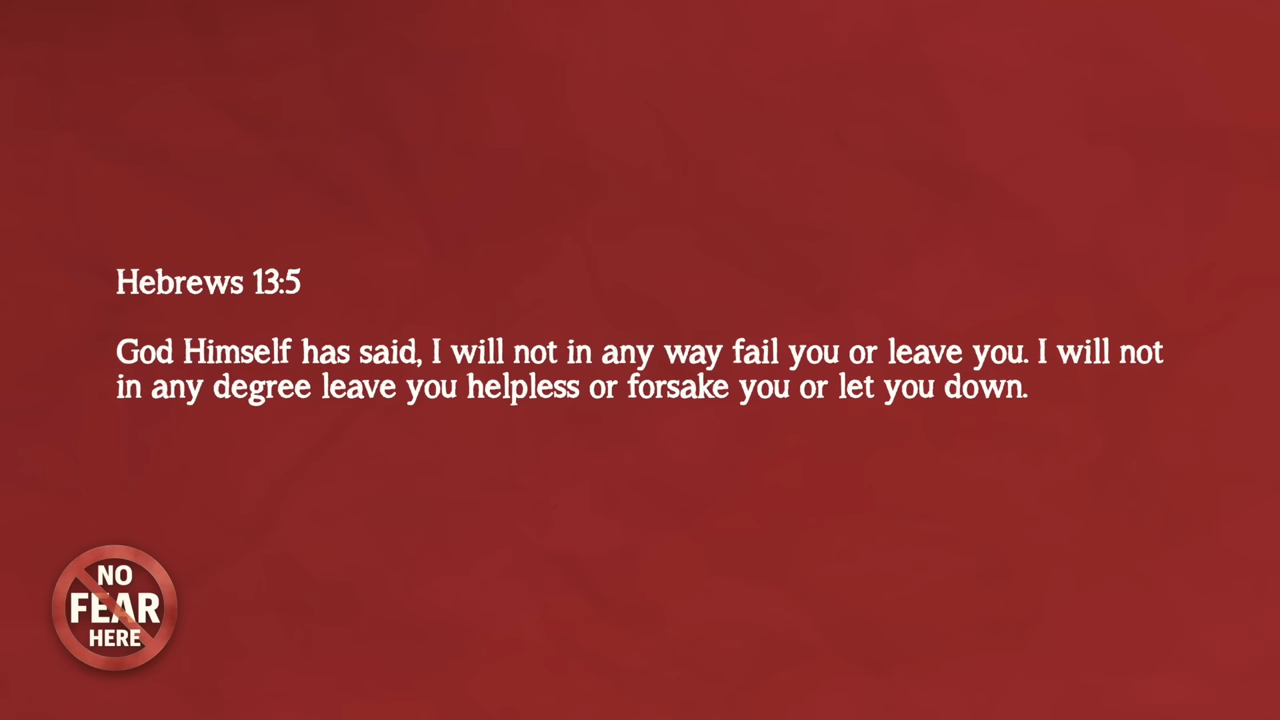 Hebrews 13:5
God Himself has said, I will not in any way fail you or leave you. I will not
in any degree leave you helpless or forsake you or let you down.
NO
FEAR
HERE